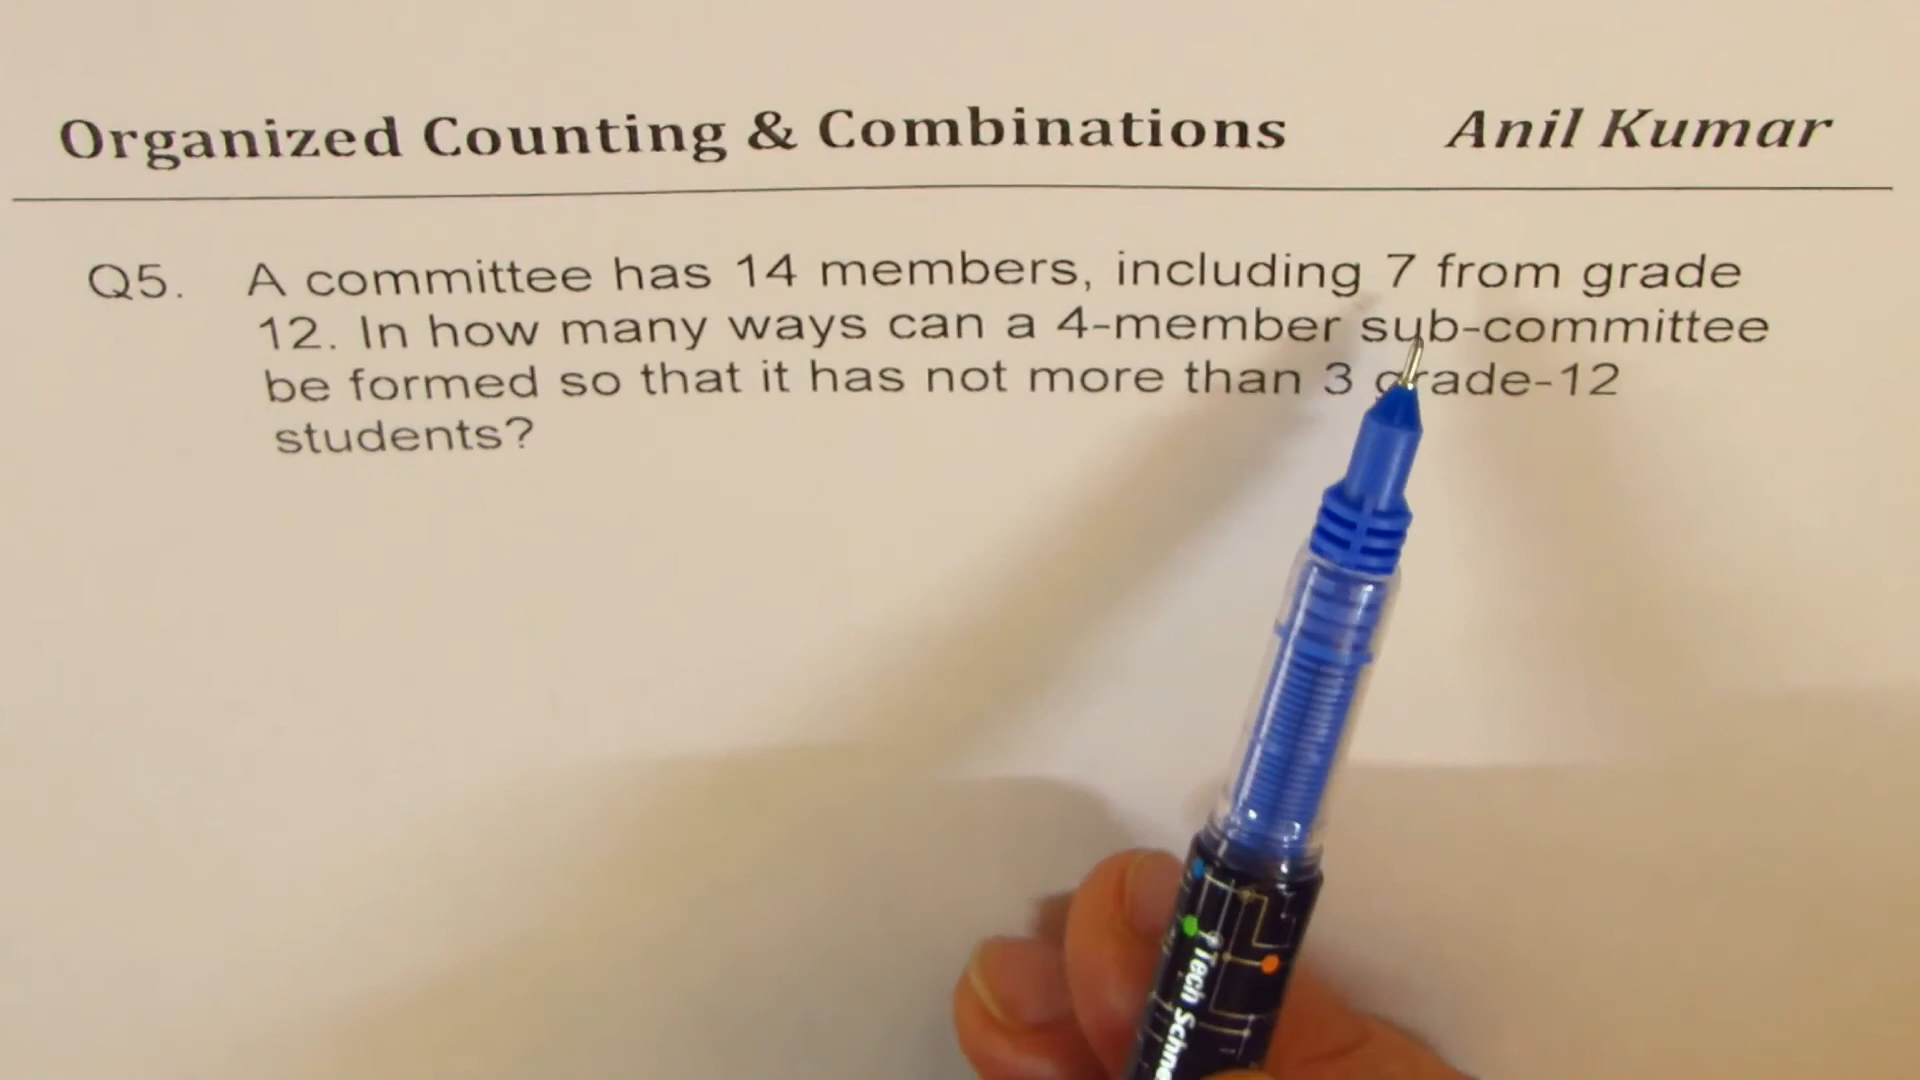 Organized Counting & Combinations Anil Kumar
Q5. A committee has 14 members, including 7 from grade
12. In how many ways can a 4-member sub-committee
be formed so that it has not more than 3 grade-12
students?
Tech